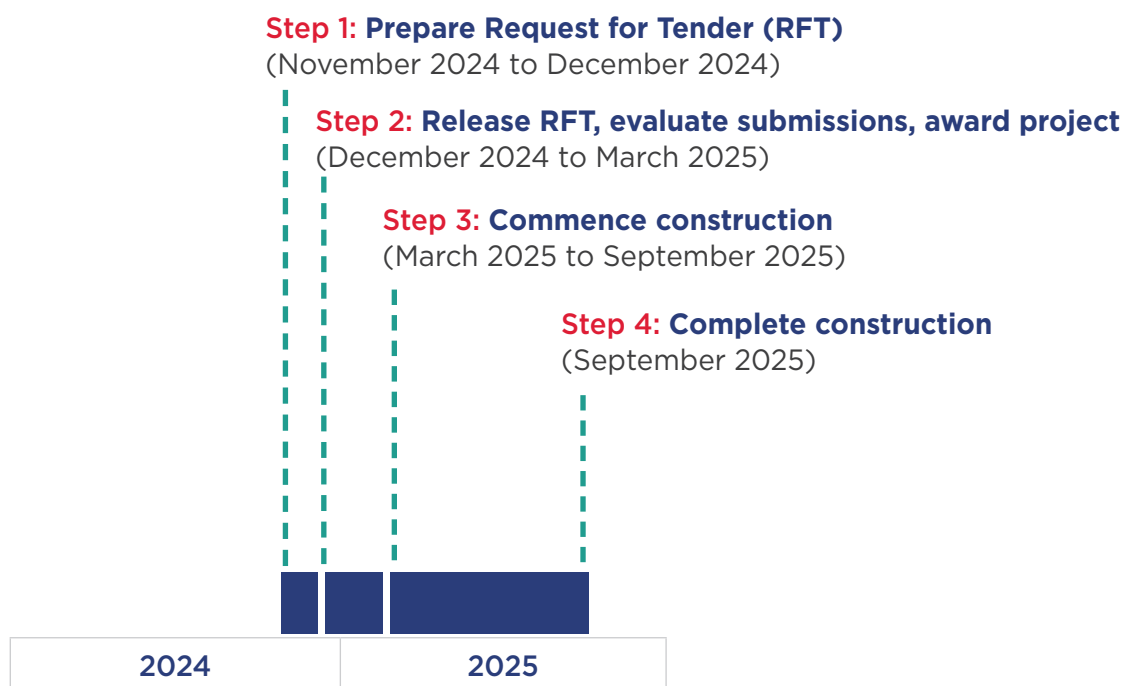 Step 1: Prepare Request for Tender (RFT)
(November 2024 to December 2024)
Step 2: Release RFT, evaluate submissions, award project
(December 2024 to March 2025)
Step 3: Commence construction
(March 2025 to September 2025)
Step 4: Complete construction
(September 2025)
2024
2025